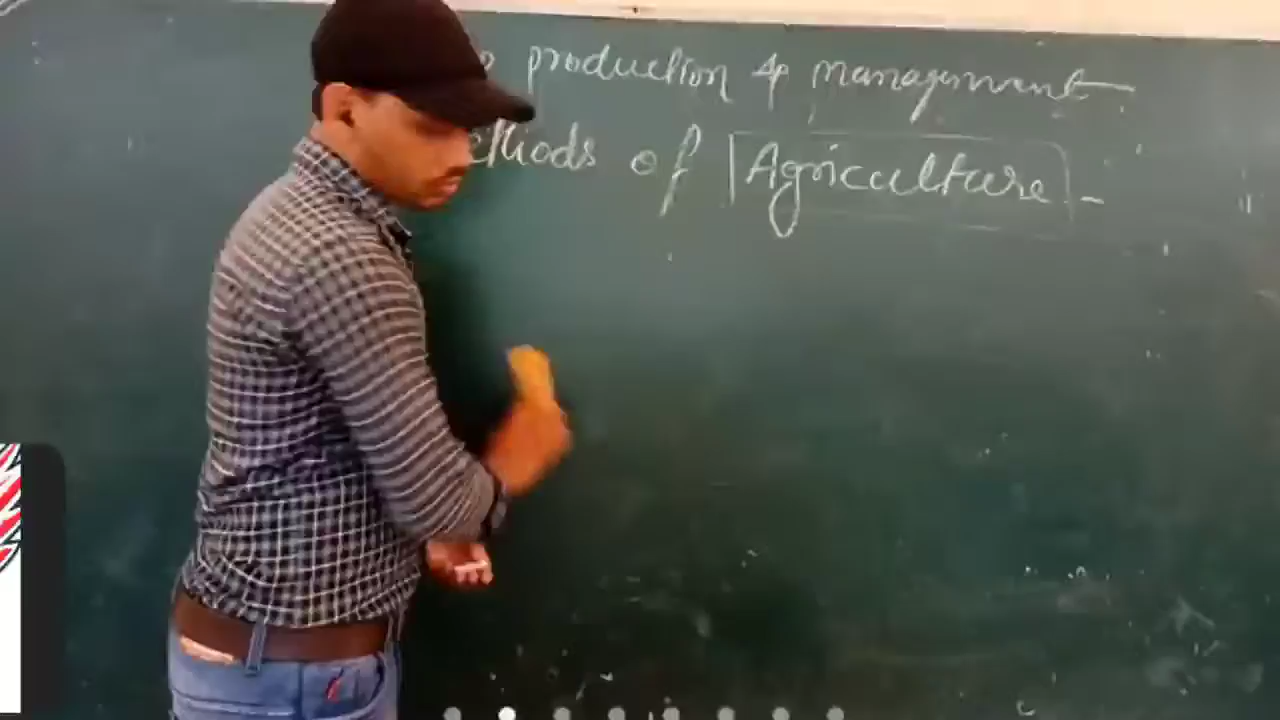 production & management
methods of Agriculture -